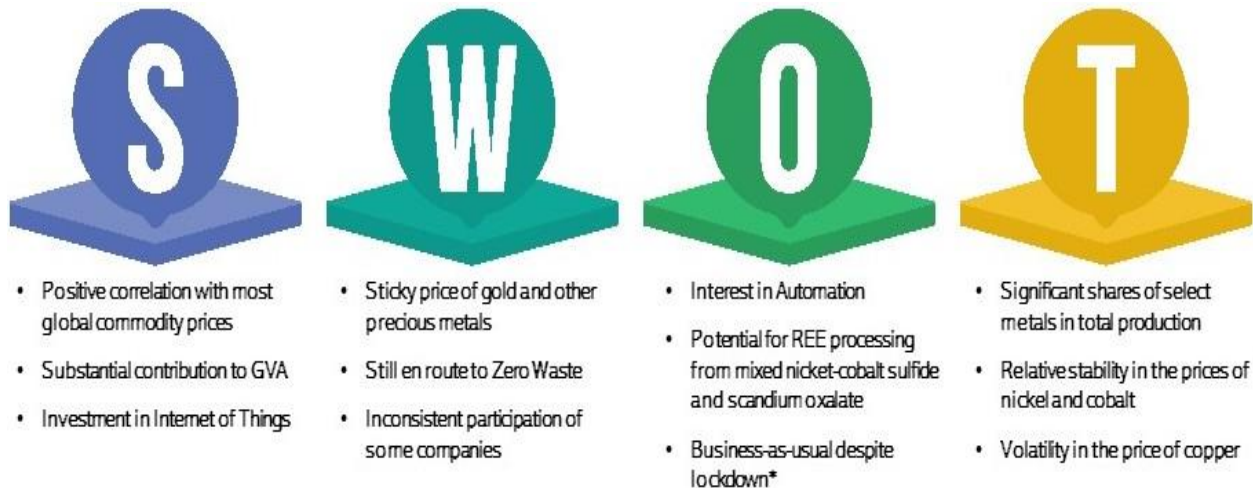 S
W
O
T
• Positive correlation with most
global commodity prices
• Substantial contribution to GVA
• Investment in Internet of Things
• Sticky price of gold and other
precious metals
• Still en route to Zero Waste
• Inconsistent participation of
some companies
• Interest in Automation
• Potential for REE processing
from mixed nicket-cobalt sulfide
and scandium oxalate
• Business-as-usual despite
lockdown*
• Significant shares of select
metals in total production
• Relative stability in the prices of
nickel and cobalt
• Volatility in the price of copper